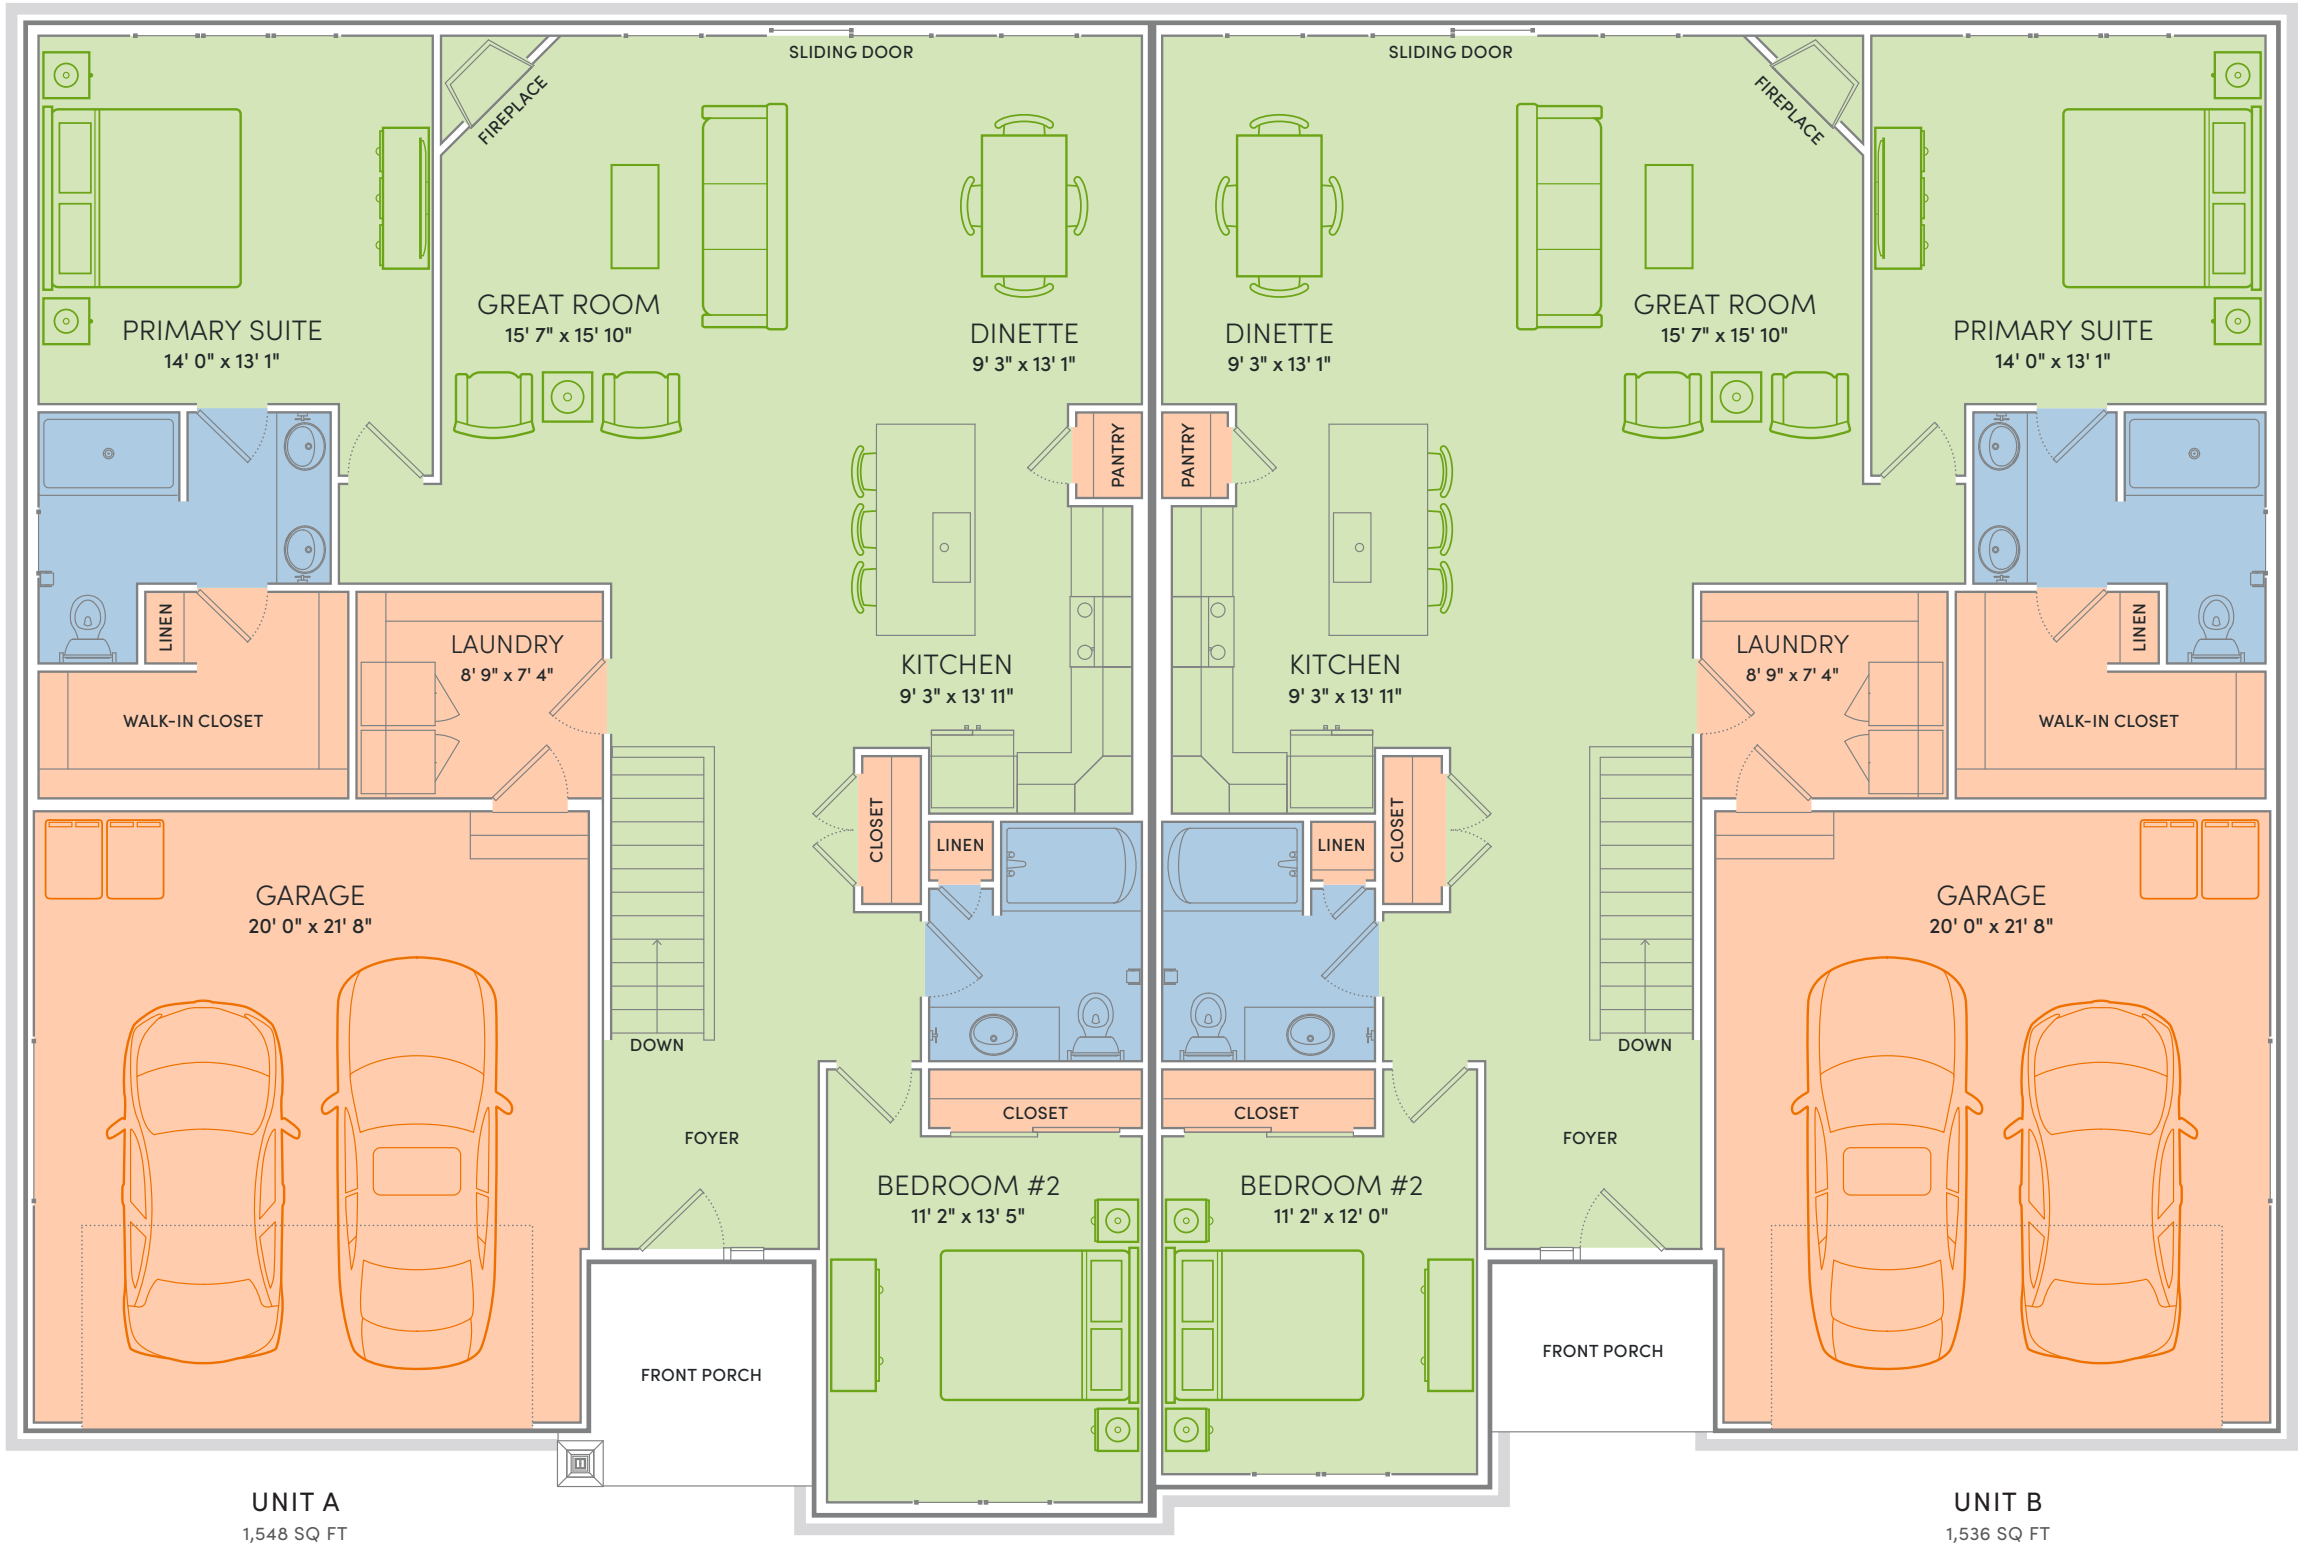 SLIDING DOOR
SLIDING DOOR
FIREPLACE
FIREPLACE
PRIMARY SUITE
14' 0" x 13' 1"
GREAT ROOM
15' 7" x 15' 10"
DINETTE
9' 3" x 13' 1"
DINETTE
9' 3" x 13' 1"
GREAT ROOM
15' 7" x 15' 10"
PRIMARY SUITE
14' 0" x 13' 1"
PANTRY
PANTRY
LINEN
LAUNDRY
8' 9" x 7' 4"
KITCHEN
9' 3" x 13' 11"
KITCHEN
9' 3" x 13' 11"
LAUNDRY
8' 9" x 7' 4"
LINEN
WALK-IN CLOSET
WALK-IN CLOSET
CLOSET
LINEN
LINEN
CLOSET
GARAGE
20' 0" x 21' 8"
GARAGE
20' 0" x 21' 8"
DOWN
DOWN
CLOSET
CLOSET
FOYER
FOYER
BEDROOM #2
11' 2" x 13' 5"
BEDROOM #2
11' 2" x 12' 0"
FRONT PORCH
FRONT PORCH
UNIT A
1,548 SQ FT
UNIT B
1,536 SQ FT